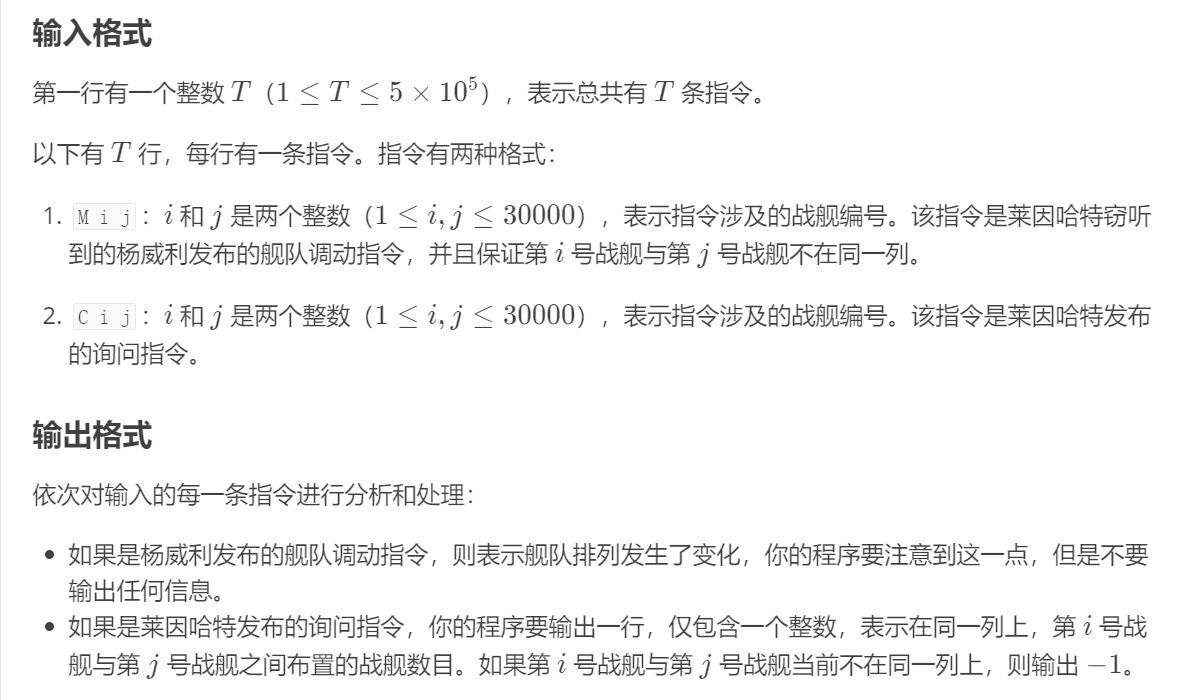 输入格式
第一行有一个整数 T（1 ≤ T ≤ 5 × 10⁵），表示总共有 T 条指令。
以下有 T 行，每行有一条指令。指令有两种格式：
1. M i j：i 和 j 是两个整数（1 ≤ i, j ≤ 30000），表示指令涉及的战舰编号。该指令是莱因哈特窃听
到的杨威利发布的舰队调动指令，并且保证第 i 号战舰与第 j 号战舰不在同一列。
2. C i j：i 和 j 是两个整数（1 ≤ i, j ≤ 30000），表示指令涉及的战舰编号。该指令是莱因哈特发布
的询问指令。
输出格式
依次对输入的每一条指令进行分析和处理：
• 如果是杨威利发布的舰队调动指令，则表示舰队排列发生了变化，你的程序要注意到这一点，但是不要
输出任何信息。
• 如果是莱因哈特发布的询问指令，你的程序要输出一行，仅包含一个整数，表示在同一列上，第 i 号战
舰与第 j 号战舰之间布置的战舰数目。如果第 i 号战舰与第 j 号战舰当前不在同一列上，则输出 −1。